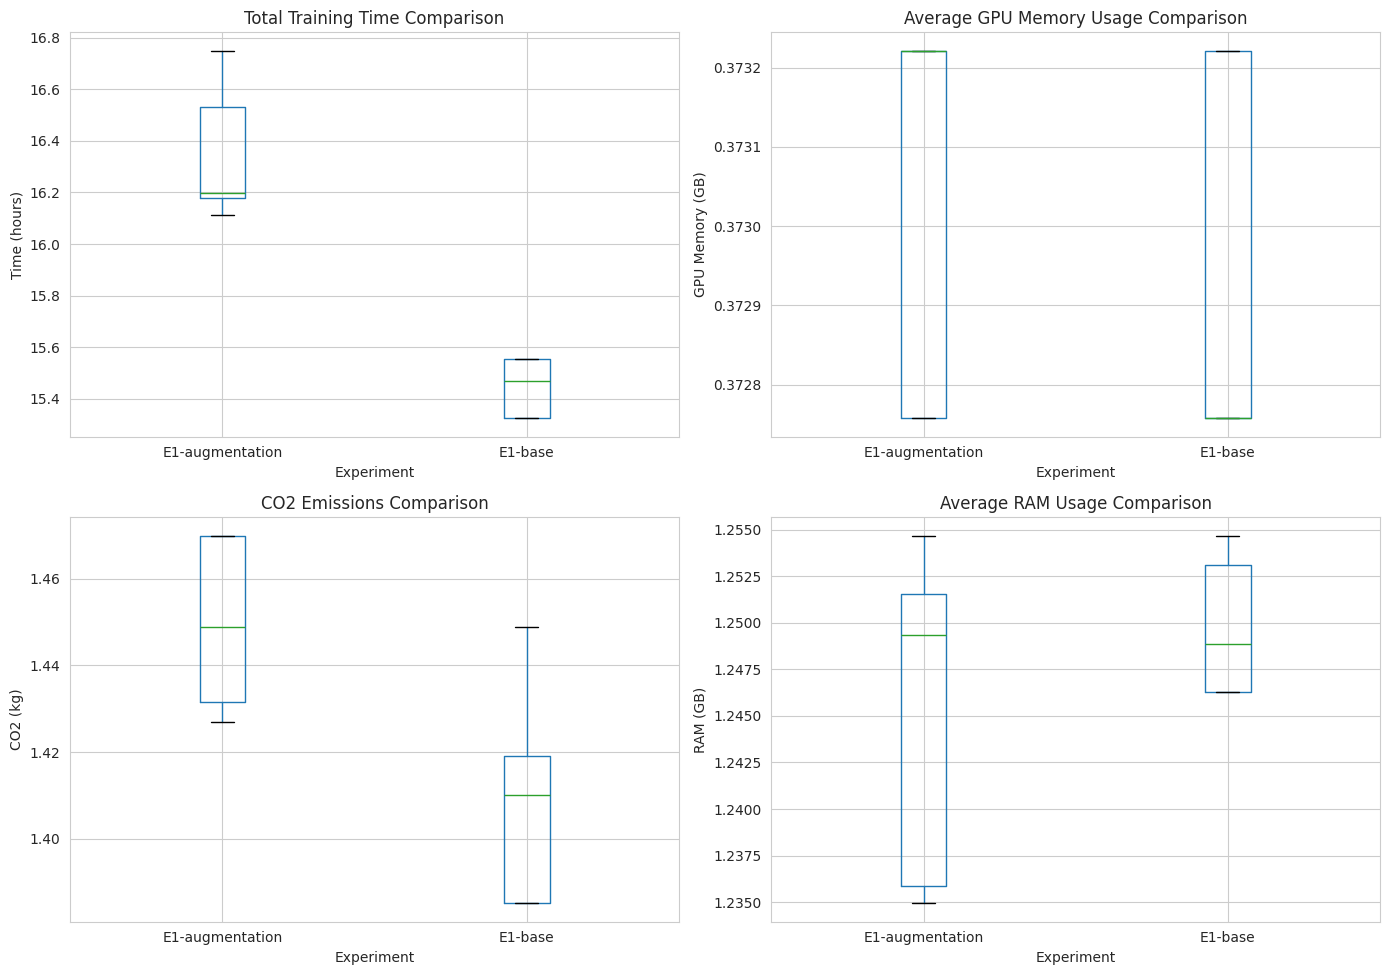 Total Training Time Comparison
Time (hours)
16.8
16.6
16.4
16.2
16.0
15.8
15.6
15.4
E1-augmentation E1-base
Experiment
Average GPU Memory Usage Comparison
GPU Memory (GB)
0.3732
0.3731
0.3730
0.3729
0.3728
E1-augmentation E1-base
Experiment
CO2 Emissions Comparison
CO2 (kg)
1.46
1.44
1.42
1.40
E1-augmentation E1-base
Experiment
Average RAM Usage Comparison
RAM (GB)
1.2550
1.2525
1.2500
1.2475
1.2450
1.2425
1.2400
1.2375
1.2350
E1-augmentation E1-base
Experiment